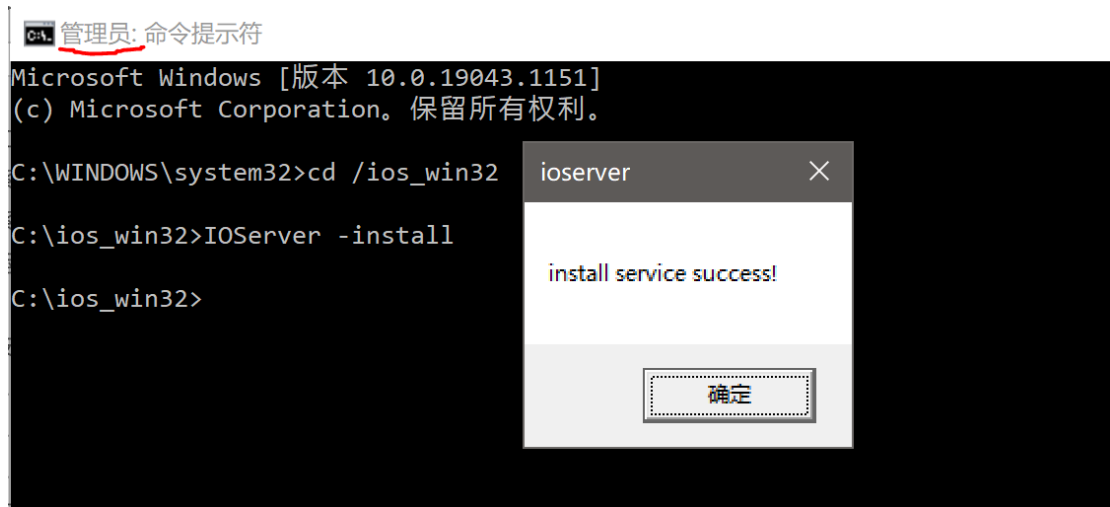 管理员: 命令提示符
Microsoft Windows [版本 10.0.19043.1151]
(c) Microsoft Corporation。保留所有权利。
C:\WINDOWS\system32>cd /ios_win32
C:\ios_win32>IOServer -install
C:\ios_win32>
ioserver
install service success!
确定